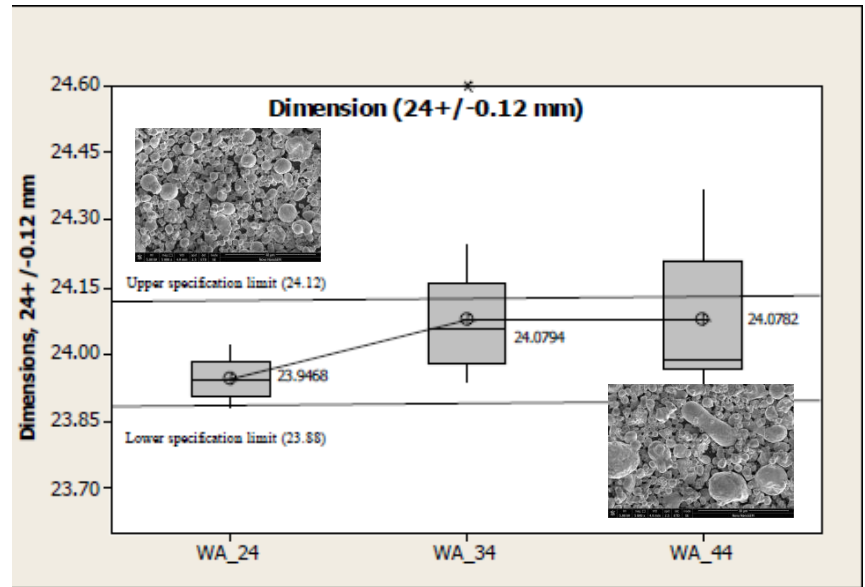 Dimension (24+/-0.12 mm)
Dimensions, 24+/-0.12 mm
24.60
24.45
24.30
24.15
24.00
23.85
23.70
Upper specification limit (24.12)
Lower specification limit (23.88)
23.9468
24.0794
24.0782
WA_24
WA_34
WA_44